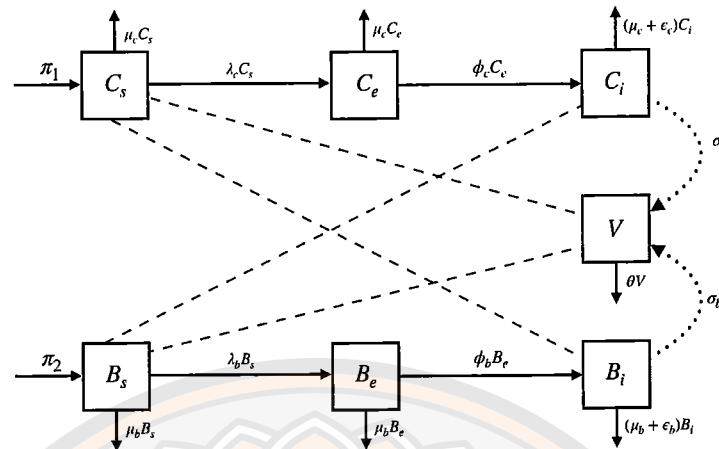 μ_c C_s
μ_c C_e
(μ_c + ϵ_c)C_i
π_1
C_s
λ_c C_s
C_e
ϕ_c C_e
C_i
V
θV
π_2
B_s
λ_b B_s
B_e
ϕ_b B_e
B_i
μ_b B_s
μ_b B_e
(μ_b + ϵ_b)B_i